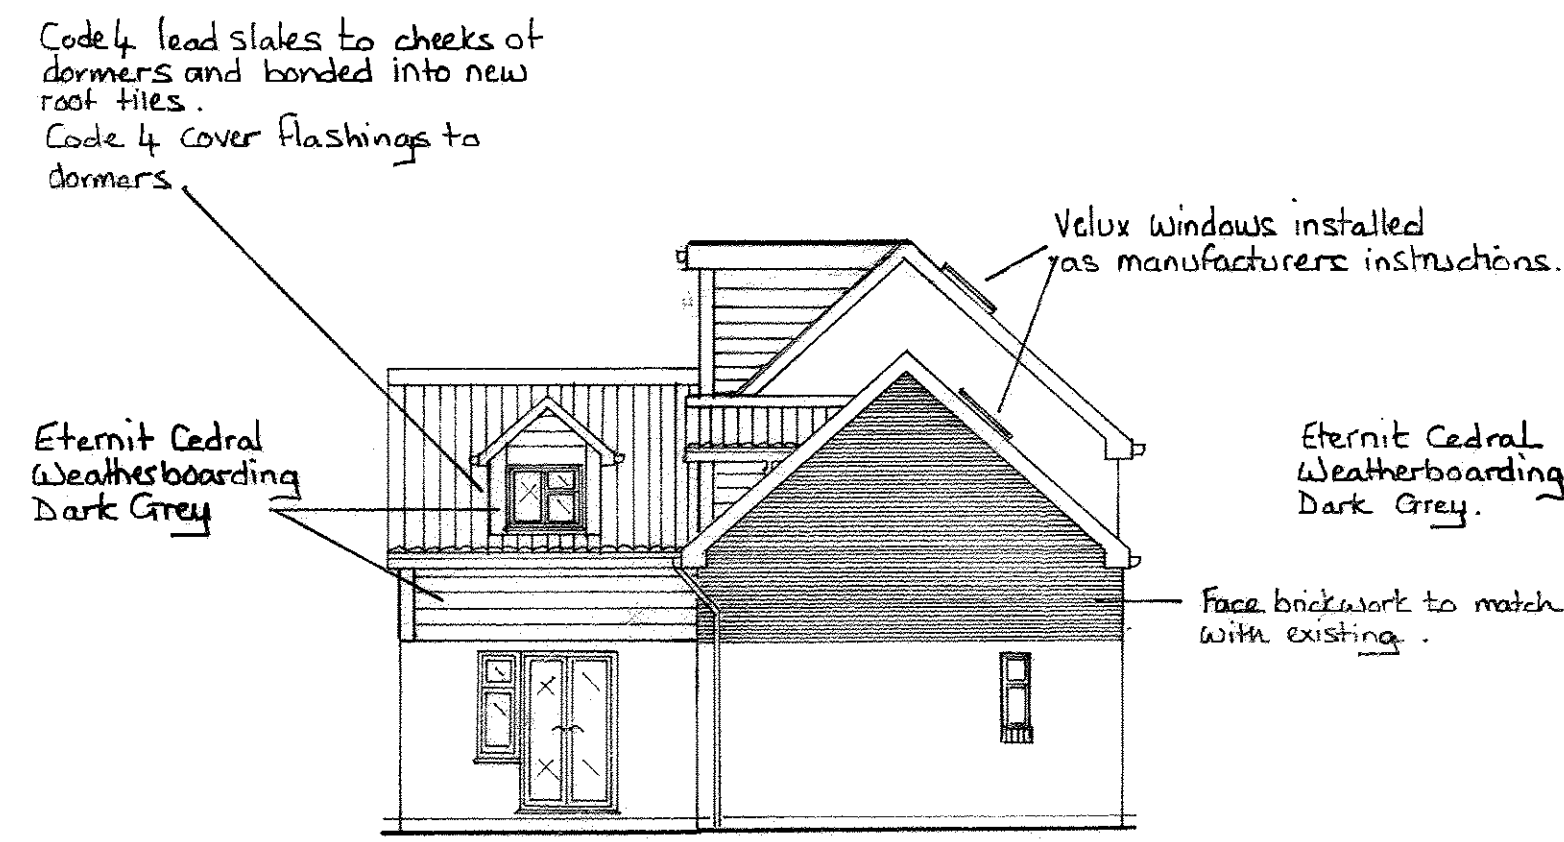 Code 4 lead slates to cheeks of
dormers and bonded into new
roof tiles.
Code 4 cover flashings to
dormers
Velux windows installed
as manufacturers instructions.
Eternit Cedral
Weatherboarding
Dark Grey
Eternit Cedral
Weatherboarding
Dark Grey.
Face brickwork to match
with existing.